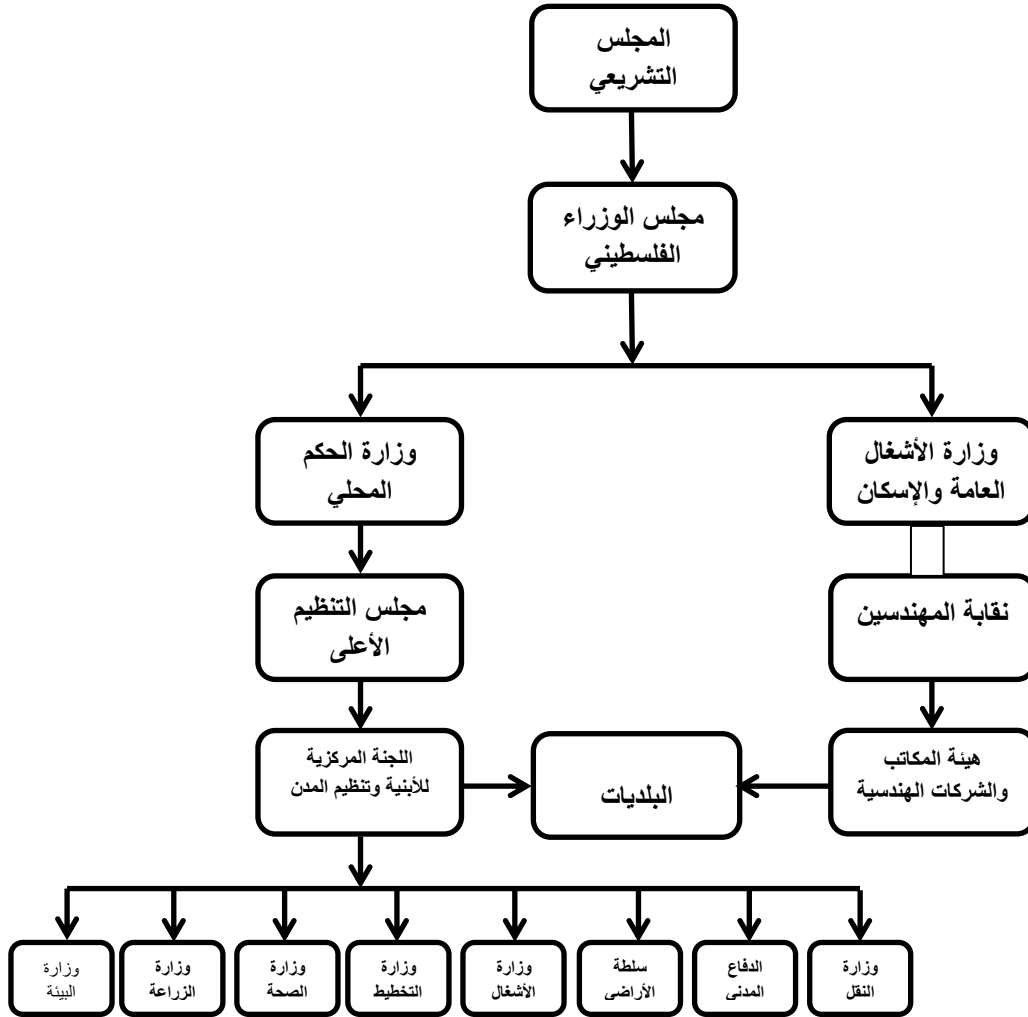 المجلس
التشريعي
مجلس الوزراء
الفلسطيني
وزارة الأشغال
العامة والإسكان
وزارة الحكم
المحلي
نقابة المهندسين
مجلس التنظيم
الأعلى
هيئة المكاتب
والشركات الهندسية
البلديات
اللجنة المركزية
للأبنية وتنظيم المدن
وزارة
النقل
الدفاع
المدني
سلطة
الأراضي
وزارة
الأشغال
وزارة
التخطيط
وزارة
الصحة
وزارة
الزراعة
وزارة
البيئة